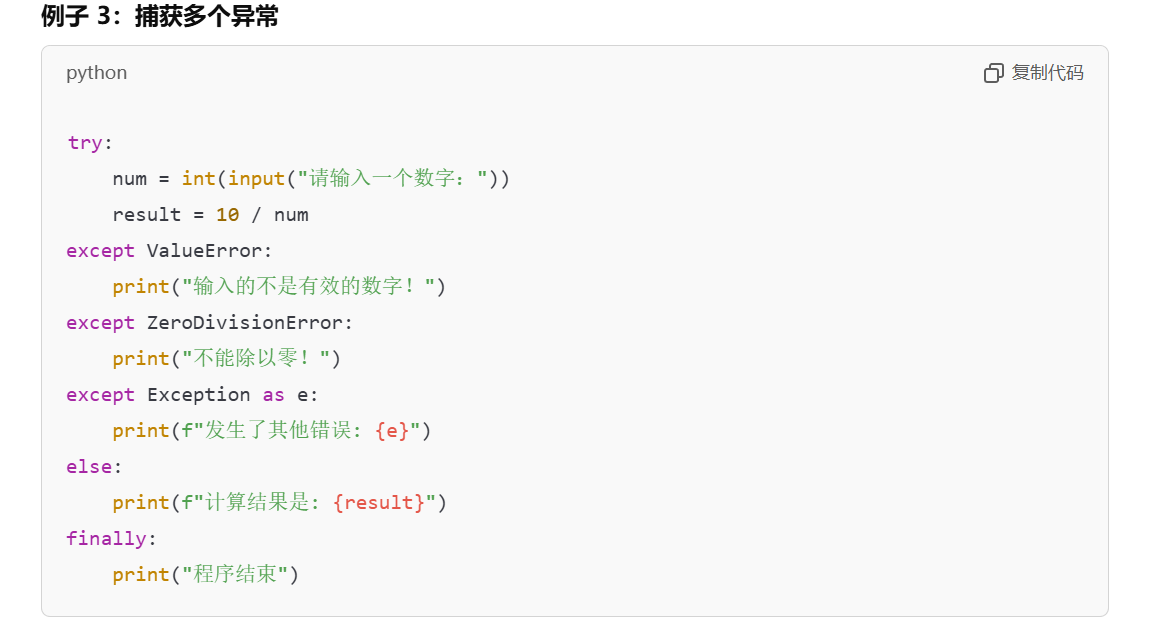 例子 3：捕获多个异常
python 复制代码
try:
    num = int(input("请输入一个数字: "))
    result = 10 / num
except ValueError:
    print("输入的不是有效的数字！")
except ZeroDivisionError:
    print("不能除以零！")
except Exception as e:
    print(f"发生了其他错误: {e}")
else:
    print(f"计算结果是: {result}")
finally:
    print("程序结束")